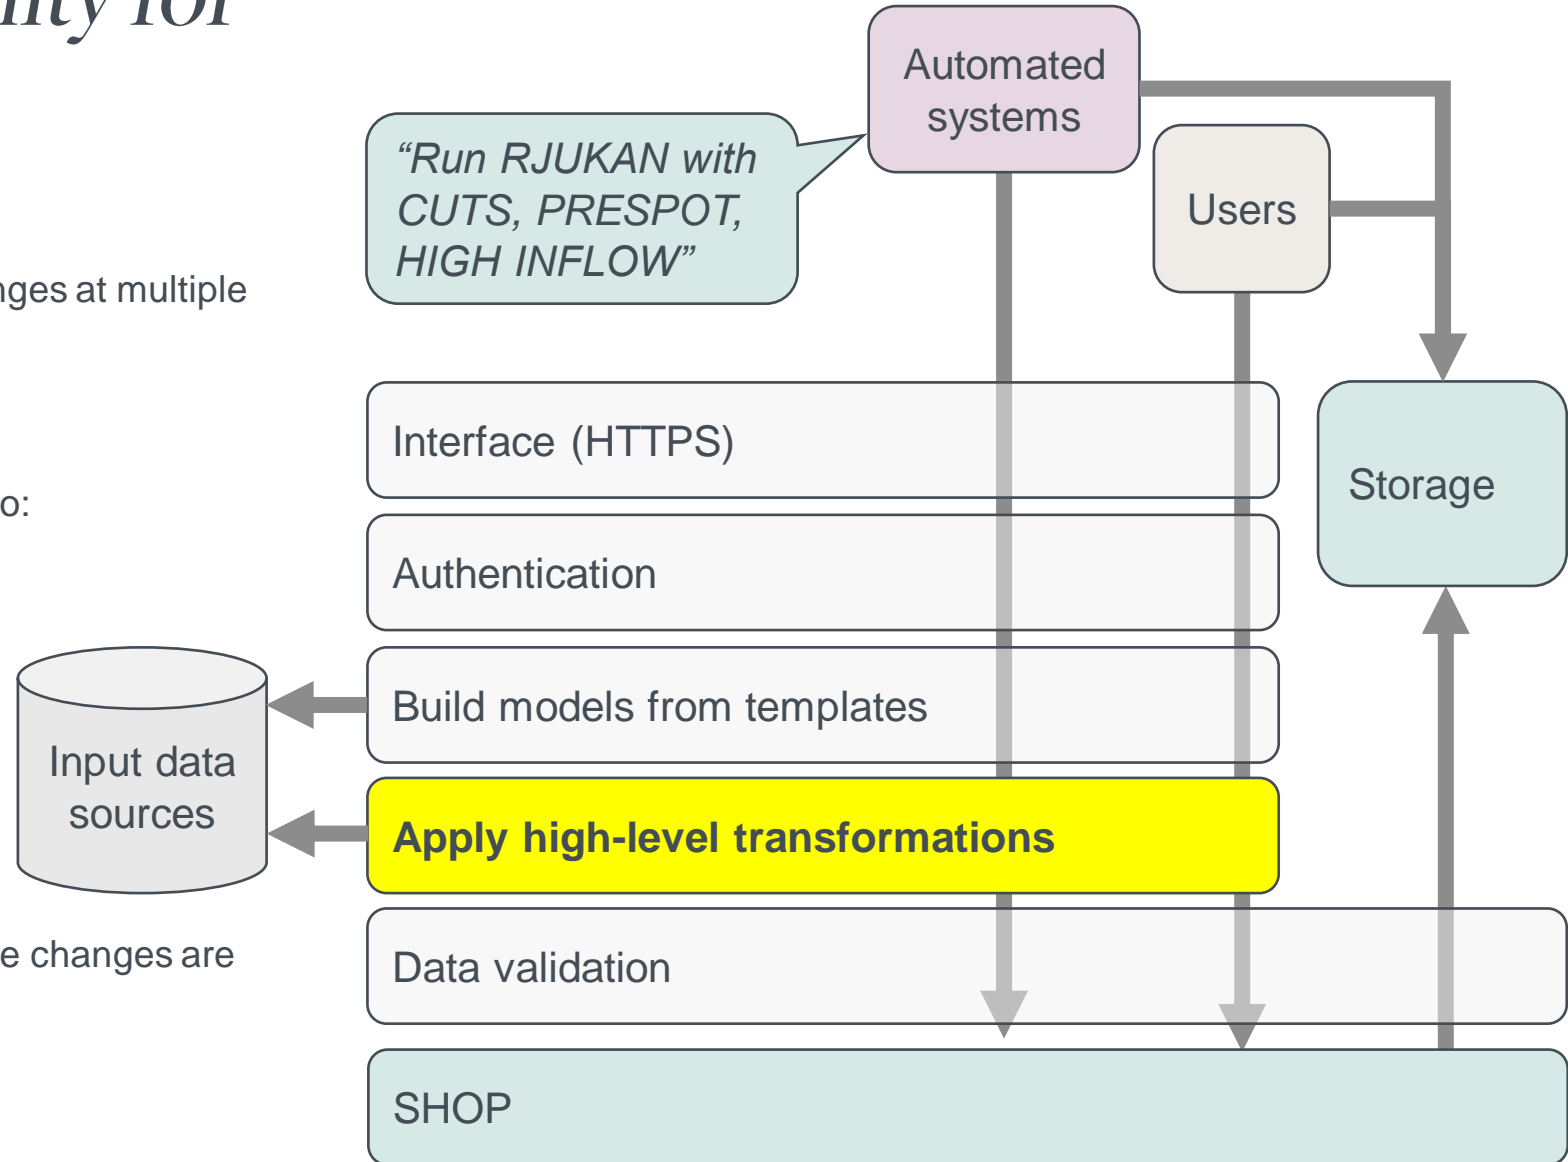 for
Automated
systems
“Run RJUKAN with
CUTS, PRESPOT,
HIGH INFLOW”
Users
at multiple
Interface (HTTPS)
Storage
Authentication
Build models from templates
Input data
sources
Apply high-level transformations
changes are
Data validation
SHOP